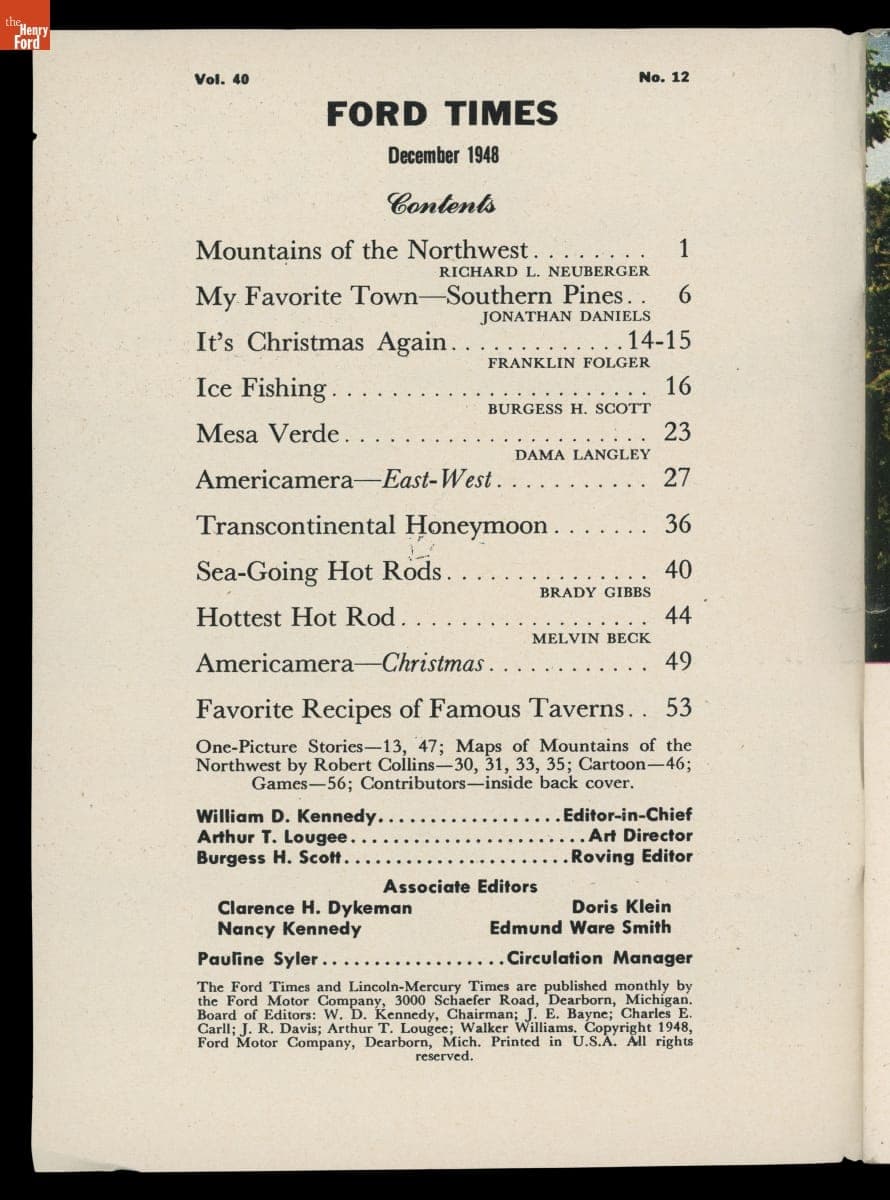 the
Henry
Ford
Vol. 40 No. 12
FORD TIMES
December 1948
Contents
Mountains of the Northwest........ 1
RICHARD L. NEUBERGER
My Favorite Town—Southern Pines.. 6
JONATHAN DANIELS
It's Christmas Again.............14-15
FRANKLIN FOLGER
Ice Fishing...................... 16
BURGESS H. SCOTT
Mesa Verde..................... 23
DAMA LANGLEY
Americamera—East-West........... 27
Transcontinental Honeymoon....... 36
Sea-Going Hot Rods.............. 40
BRADY GIBBS
Hottest Hot Rod................. 44
MELVIN BECK
Americamera—Christmas............ 49
Favorite Recipes of Famous Taverns.. 53
One-Picture Stories—13, 47; Maps of Mountains of the
Northwest by Robert Collins—30, 31, 33, 35; Cartoon—46;
Games—56; Contributors—inside back cover.
William D. Kennedy..................Editor-in-Chief
Arthur T. Lougee.......................Art Director
Burgess H. Scott......................Roving Editor
Associate Editors
Clarence H. Dykeman Doris Klein
Nancy Kennedy Edmund Ware Smith
Pauline Syler..................Circulation Manager
The Ford Times and Lincoln-Mercury Times are published monthly by
the Ford Motor Company, 3000 Schaefer Road, Dearborn, Michigan.
Board of Editors: W. D. Kennedy, Chairman; J. E. Bayne; Charles E.
Carll; J. R. Davis; Arthur T. Lougee; Walker Williams. Copyright 1948,
Ford Motor Company, Dearborn, Mich. Printed in U.S.A. All rights
reserved.